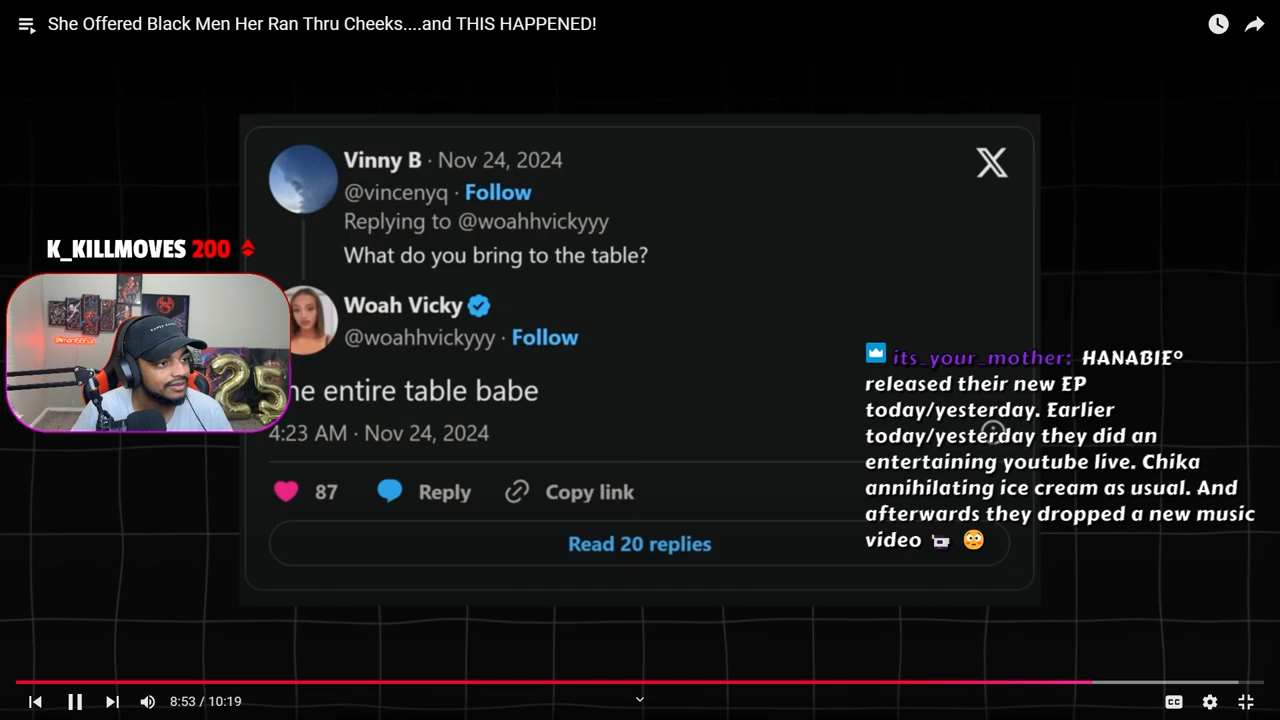 She Offered Black Men Her Ran Thru Cheeks....and THIS HAPPENED!
Vinny B · Nov 24, 2024
@vincenyq · Follow
Replying to @woahhvickyyy
What do you bring to the table?
K_KILLMOVES 200
Woah Vicky
@woahhvickyyy · Follow
he entire table babe
4:23 AM · Nov 24, 2024
87 Reply Copy link
Read 20 replies
25
its_your_mother: HANABIE°
released their new EP
today/yesterday. Earlier
today/yesterday they did an
entertaining youtube live. Chika
annihilating ice cream as usual. And
afterwards they dropped a new music
video
8:53 / 10:19
CC